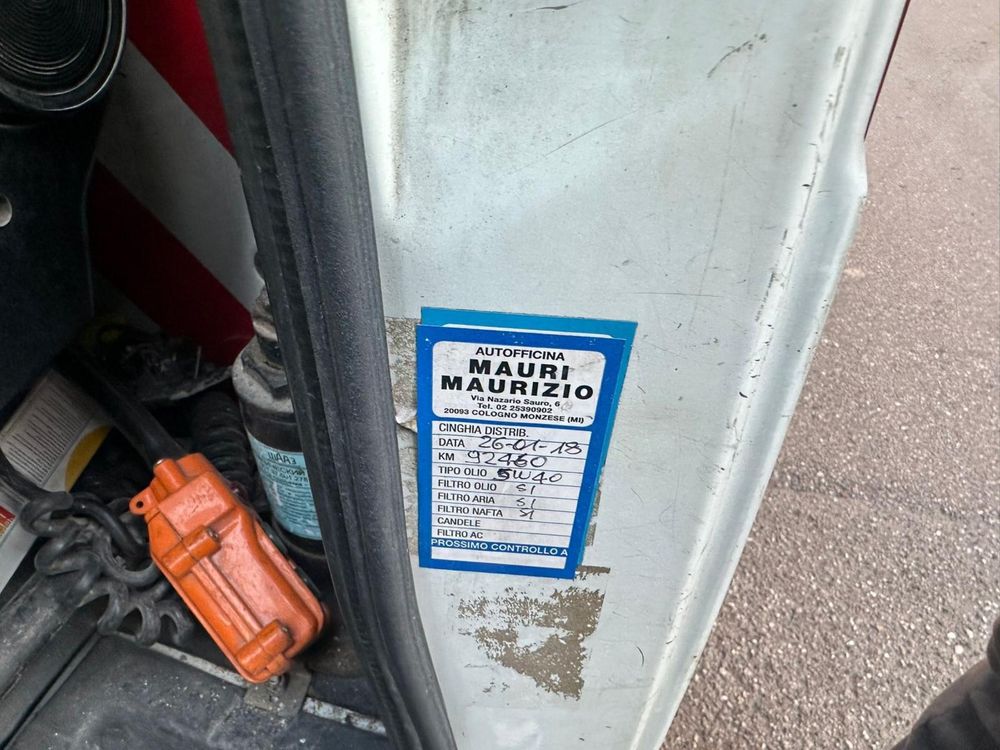 AUTOFFICINA
MAURI
MAURIZIO
Via Nazario Sauro, 6
Tel. 02 25390902
20093 COLOGNO MONZESE (MI)
CINGHIA DISTRIB.
DATA 26-01-18
KM 92460
TIPO OLIO 5W40
FILTRO OLIO SI
FILTRO ARIA SI
FILTRO NAFTA SI
CANDELE
FILTRO AC
PROSSIMO CONTROLLO A